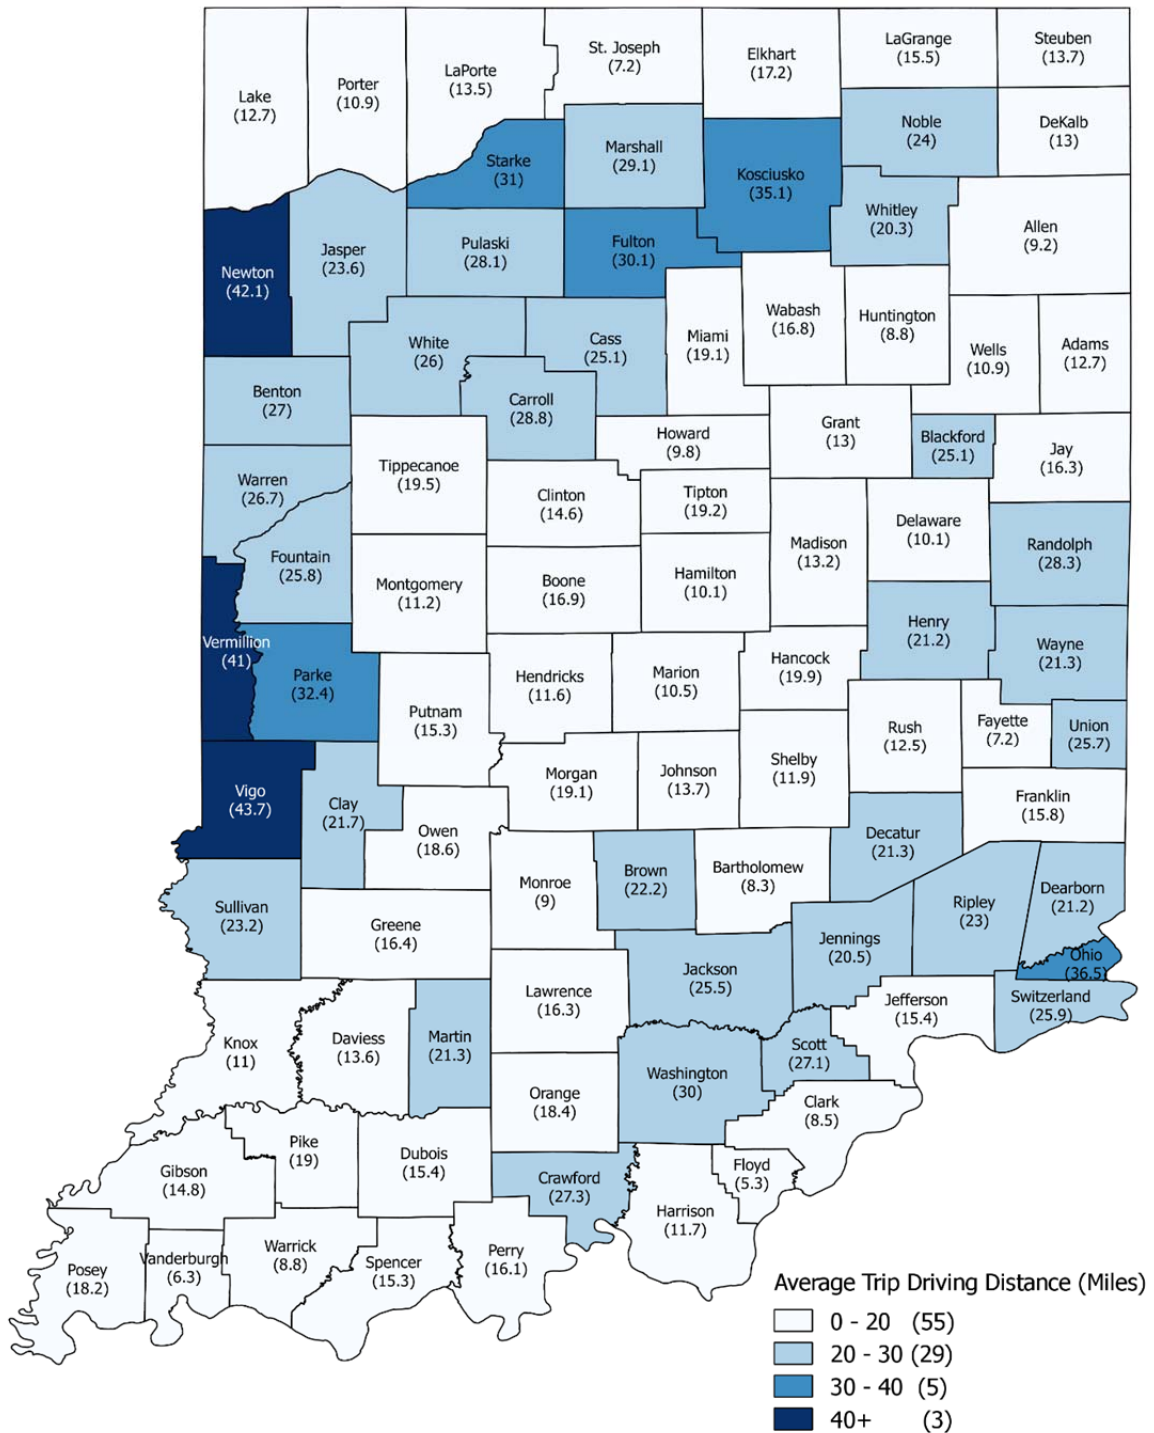 Lake
(12.7)
Porter
(10.9)
LaPorte
(13.5)
St. Joseph
(7.2)
Elkhart
(17.2)
LaGrange
(15.5)
Steuben
(13.7)
Starke
(31)
Marshall
(29.1)
Kosciusko
(35.1)
Noble
(24)
DeKalb
(13)
Newton
(42.1)
Jasper
(23.6)
Pulaski
(28.1)
Fulton
(30.1)
Whitley
(20.3)
Allen
(9.2)
White
(26)
Cass
(25.1)
Miami
(19.1)
Wabash
(16.8)
Huntington
(8.8)
Wells
(10.9)
Adams
(12.7)
Benton
(27)
Carroll
(28.8)
Howard
(9.8)
Grant
(13)
Blackford
(25.1)
Jay
(16.3)
Warren
(26.7)
Tippecanoe
(19.5)
Clinton
(14.6)
Tipton
(19.2)
Madison
(13.2)
Delaware
(10.1)
Randolph
(28.3)
Fountain
(25.8)
Montgomery
(11.2)
Boone
(16.9)
Hamilton
(10.1)
Henry
(21.2)
Wayne
(21.3)
Vermillion
(41)
Parke
(32.4)
Putnam
(15.3)
Hendricks
(11.6)
Marion
(10.5)
Hancock
(19.9)
Rush
(12.5)
Fayette
(7.2)
Union
(25.7)
Vigo
(43.7)
Clay
(21.7)
Owen
(18.6)
Morgan
(19.1)
Johnson
(13.7)
Shelby
(11.9)
Franklin
(15.8)
Decatur
(21.3)
Sullivan
(23.2)
Greene
(16.4)
Monroe
(9)
Brown
(22.2)
Bartholomew
(8.3)
Jennings
(20.5)
Ripley
(23)
Dearborn
(21.2)
Ohio
(36.5)
Knox
(11)
Daviess
(13.6)
Martin
(21.3)
Lawrence
(16.3)
Jackson
(25.5)
Jefferson
(15.4)
Switzerland
(25.9)
Orange
(18.4)
Washington
(30)
Scott
(27.1)
Clark
(8.5)
Gibson
(14.8)
Pike
(19)
Dubois
(15.4)
Crawford
(27.3)
Harrison
(11.7)
Floyd
(5.3)
Posey
(18.2)
Vanderburgh
(6.3)
Warrick
(8.8)
Spencer
(15.3)
Perry
(16.1)
Average Trip Driving Distance (Miles)
0 - 20 (55)
20 - 30 (29)
30 - 40 (5)
40+ (3)